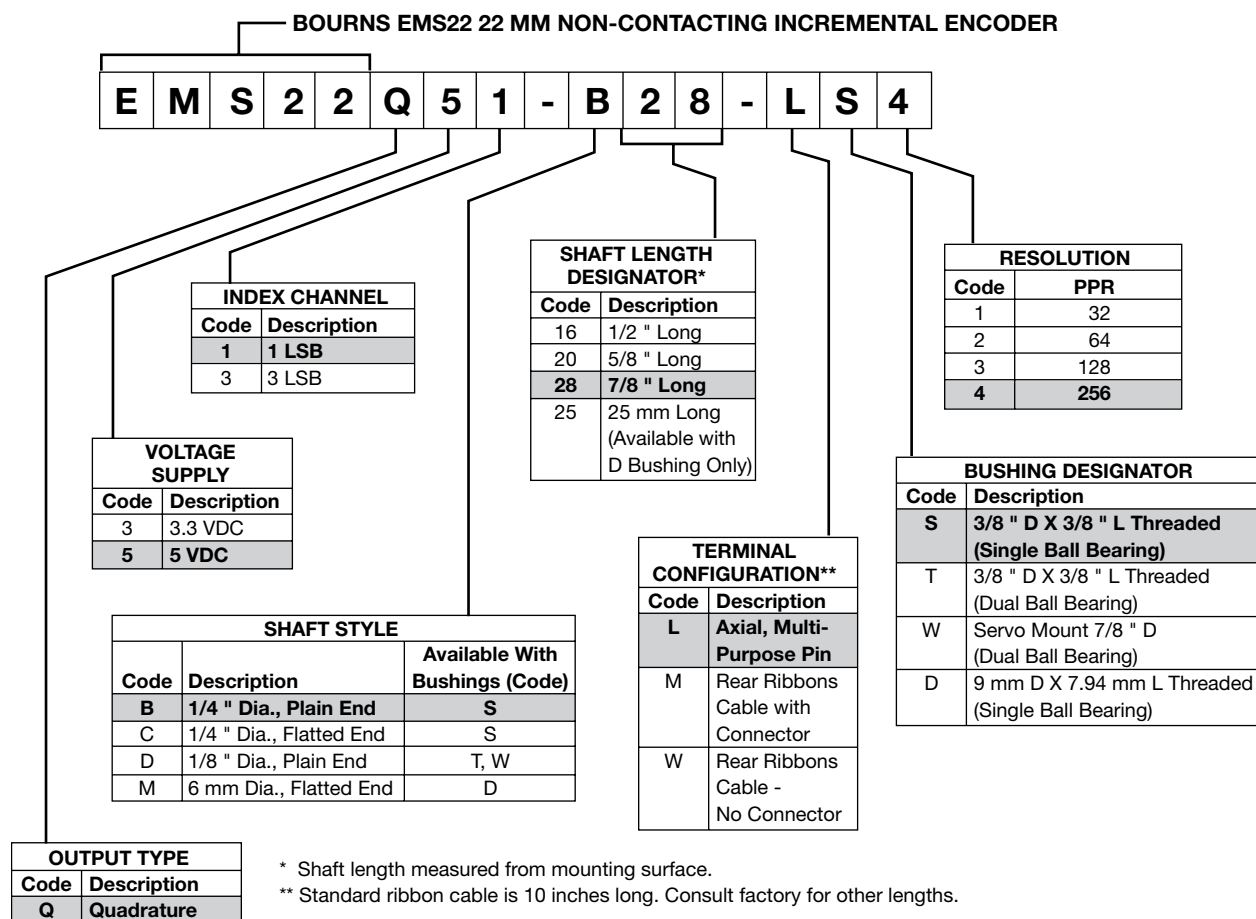 BOURNS EMS22 22 MM NON-CONTACTING INCREMENTAL ENCODER
E M S 2 2 Q 5 1 - B 2 8 - L S 4
SHAFT LENGTH
DESIGNATOR*
Code Description
16 1/2 " Long
20 5/8 " Long
28 7/8 " Long
25 25 mm Long
(Available with
D Bushing Only)
RESOLUTION
Code PPR
1 32
2 64
3 128
4 256
INDEX CHANNEL
Code Description
1 1 LSB
3 3 LSB
VOLTAGE
SUPPLY
Code Description
3 3.3 VDC
5 5 VDC
BUSHING DESIGNATOR
Code Description
S 3/8 " D X 3/8 " L Threaded
(Single Ball Bearing)
T 3/8 " D X 3/8 " L Threaded
(Dual Ball Bearing)
W Servo Mount 7/8 " D
(Dual Ball Bearing)
D 9 mm D X 7.94 mm L Threaded
(Single Ball Bearing)
TERMINAL
CONFIGURATION**
Code Description
L Axial, Multi-
Purpose Pin
M Rear Ribbons
Cable with
Connector
W Rear Ribbons
Cable -
No Connector
SHAFT STYLE
Available With
Code Description Bushings (Code)
B 1/4 " Dia., Plain End S
C 1/4 " Dia., Flatted End S
D 1/8 " Dia., Plain End T, W
M 6 mm Dia., Flatted End D
OUTPUT TYPE
Code Description
Q Quadrature
* Shaft length measured from mounting surface.
** Standard ribbon cable is 10 inches long. Consult factory for other lengths.